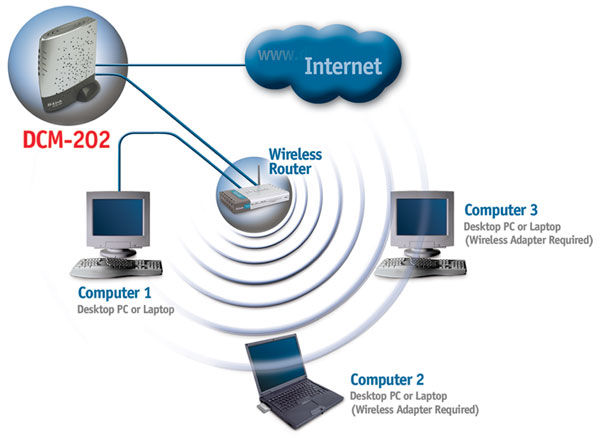 www.
Internet
D-Link
DCM-202
Wireless
Router
Computer 1
Desktop PC or Laptop
Computer 3
Desktop PC or Laptop
(Wireless Adapter Required)
Computer 2
Desktop PC or Laptop
(Wireless Adapter Required)